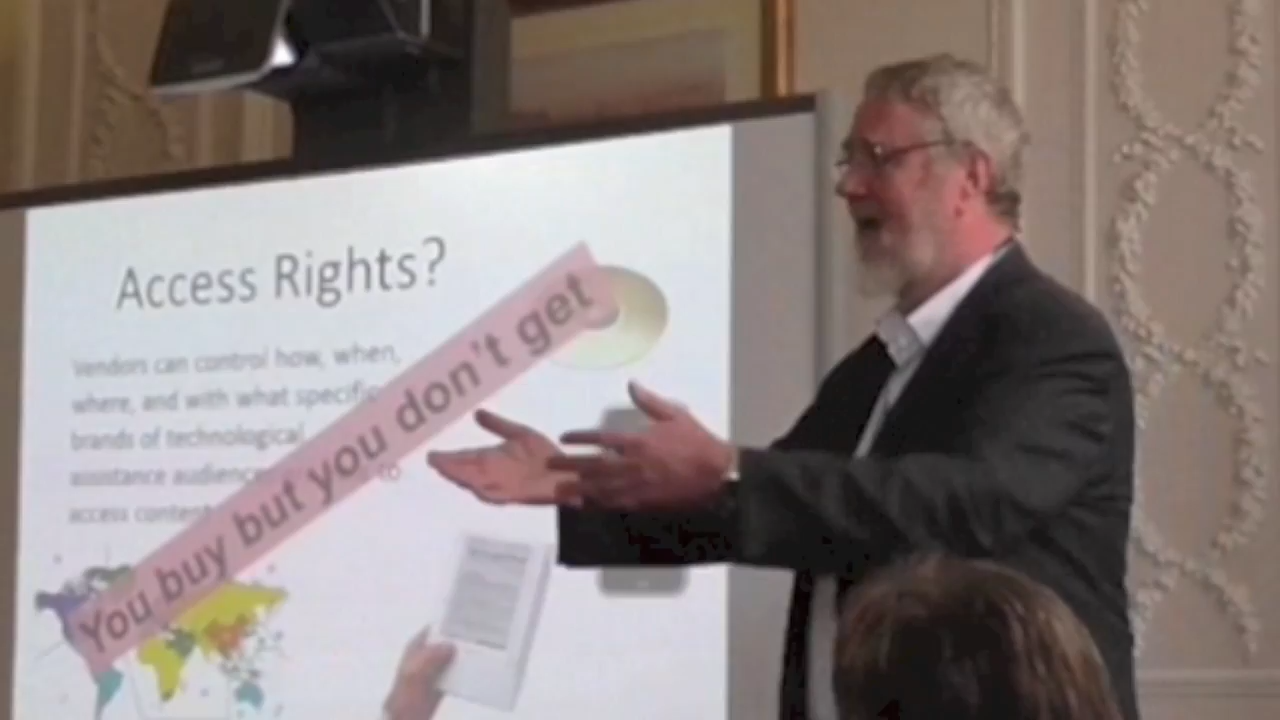 Access Rights?
Vendors can control how, when,
where, and with what specific
brands of technological
assistance audience to
access content
You buy but you don't get